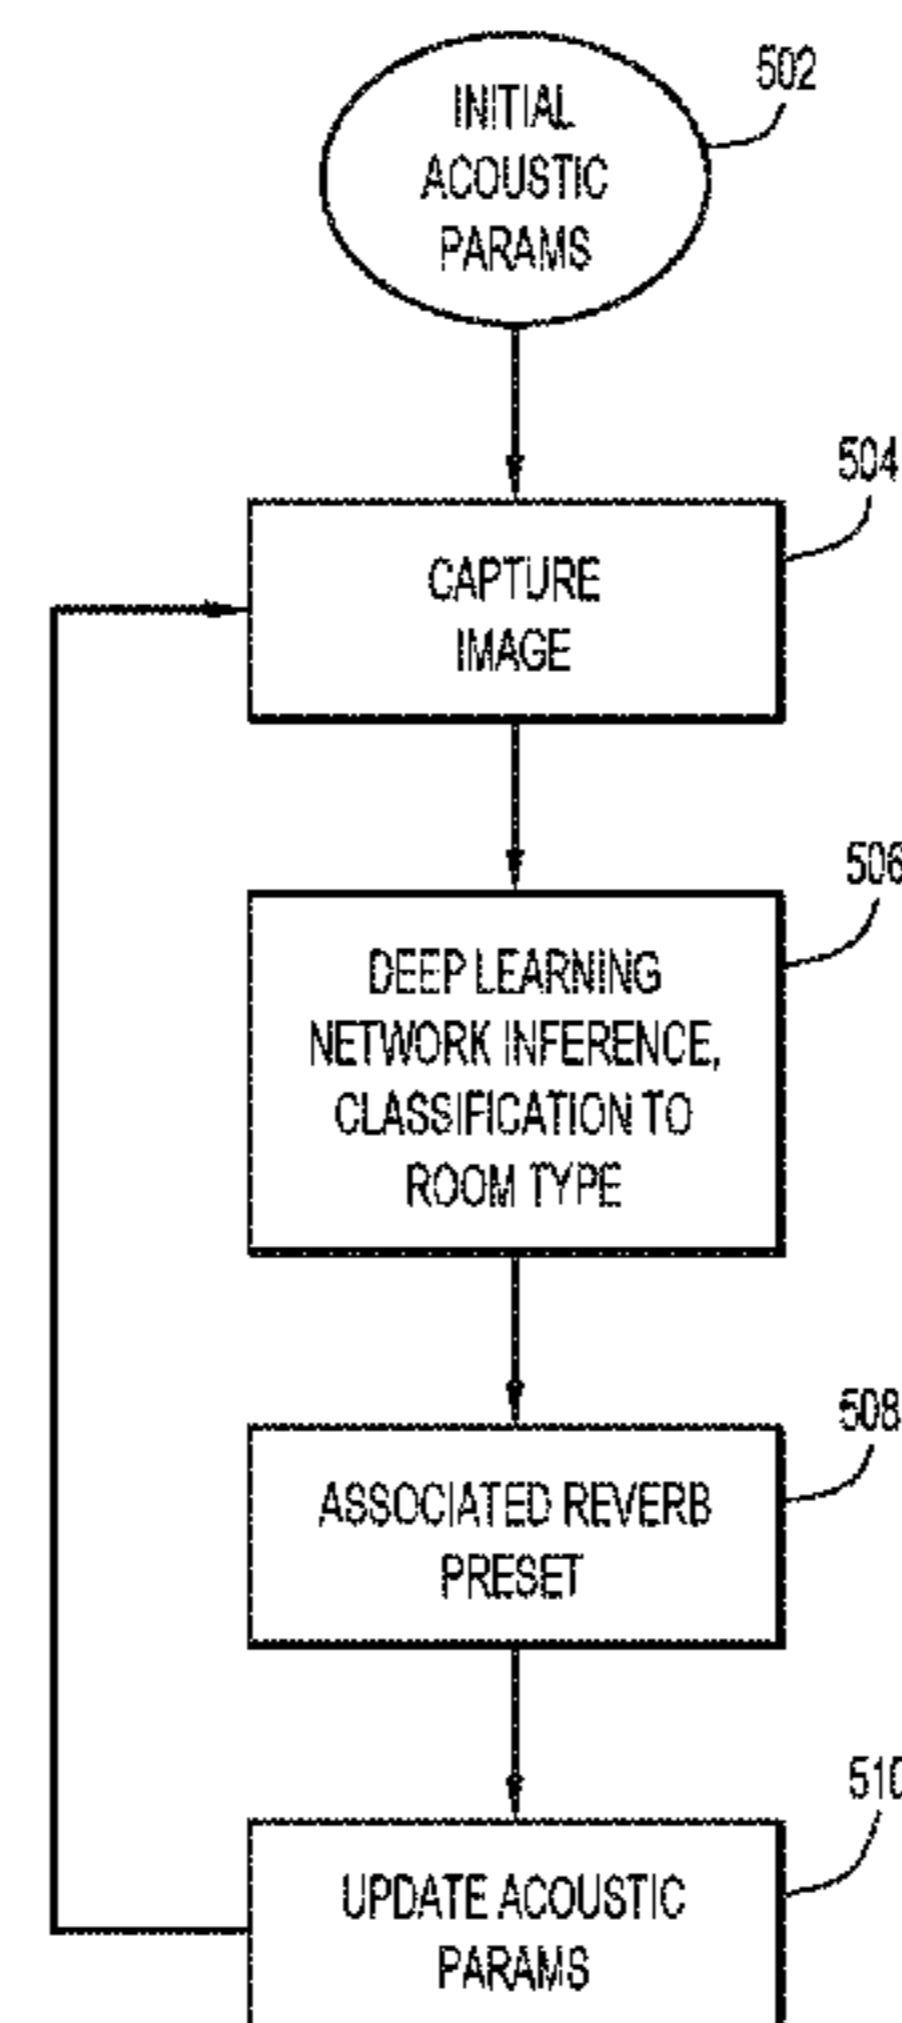 502
INITIAL
ACOUSTIC
PARAMS
504
CAPTURE
IMAGE
506
DEEP LEARNING
NETWORK INFERENCE,
CLASSIFICATION TO
ROOM TYPE
508
ASSOCIATED REVERB
PRESET
510
UPDATE ACOUSTIC
PARAMS